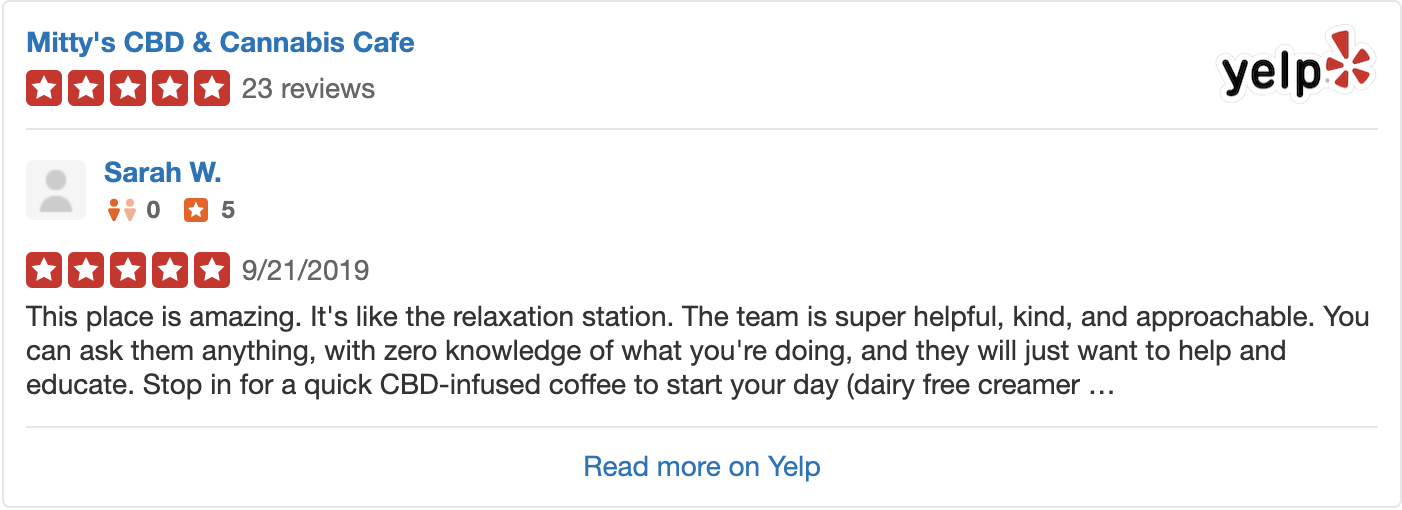 Mitty's CBD & Cannabis Cafe
23 reviews
yelp
Sarah W.
0 5
9/21/2019
This place is amazing. It's like the relaxation station. The team is super helpful, kind, and approachable. You
can ask them anything, with zero knowledge of what you're doing, and they will just want to help and
educate. Stop in for a quick CBD-infused coffee to start your day (dairy free creamer …
Read more on Yelp